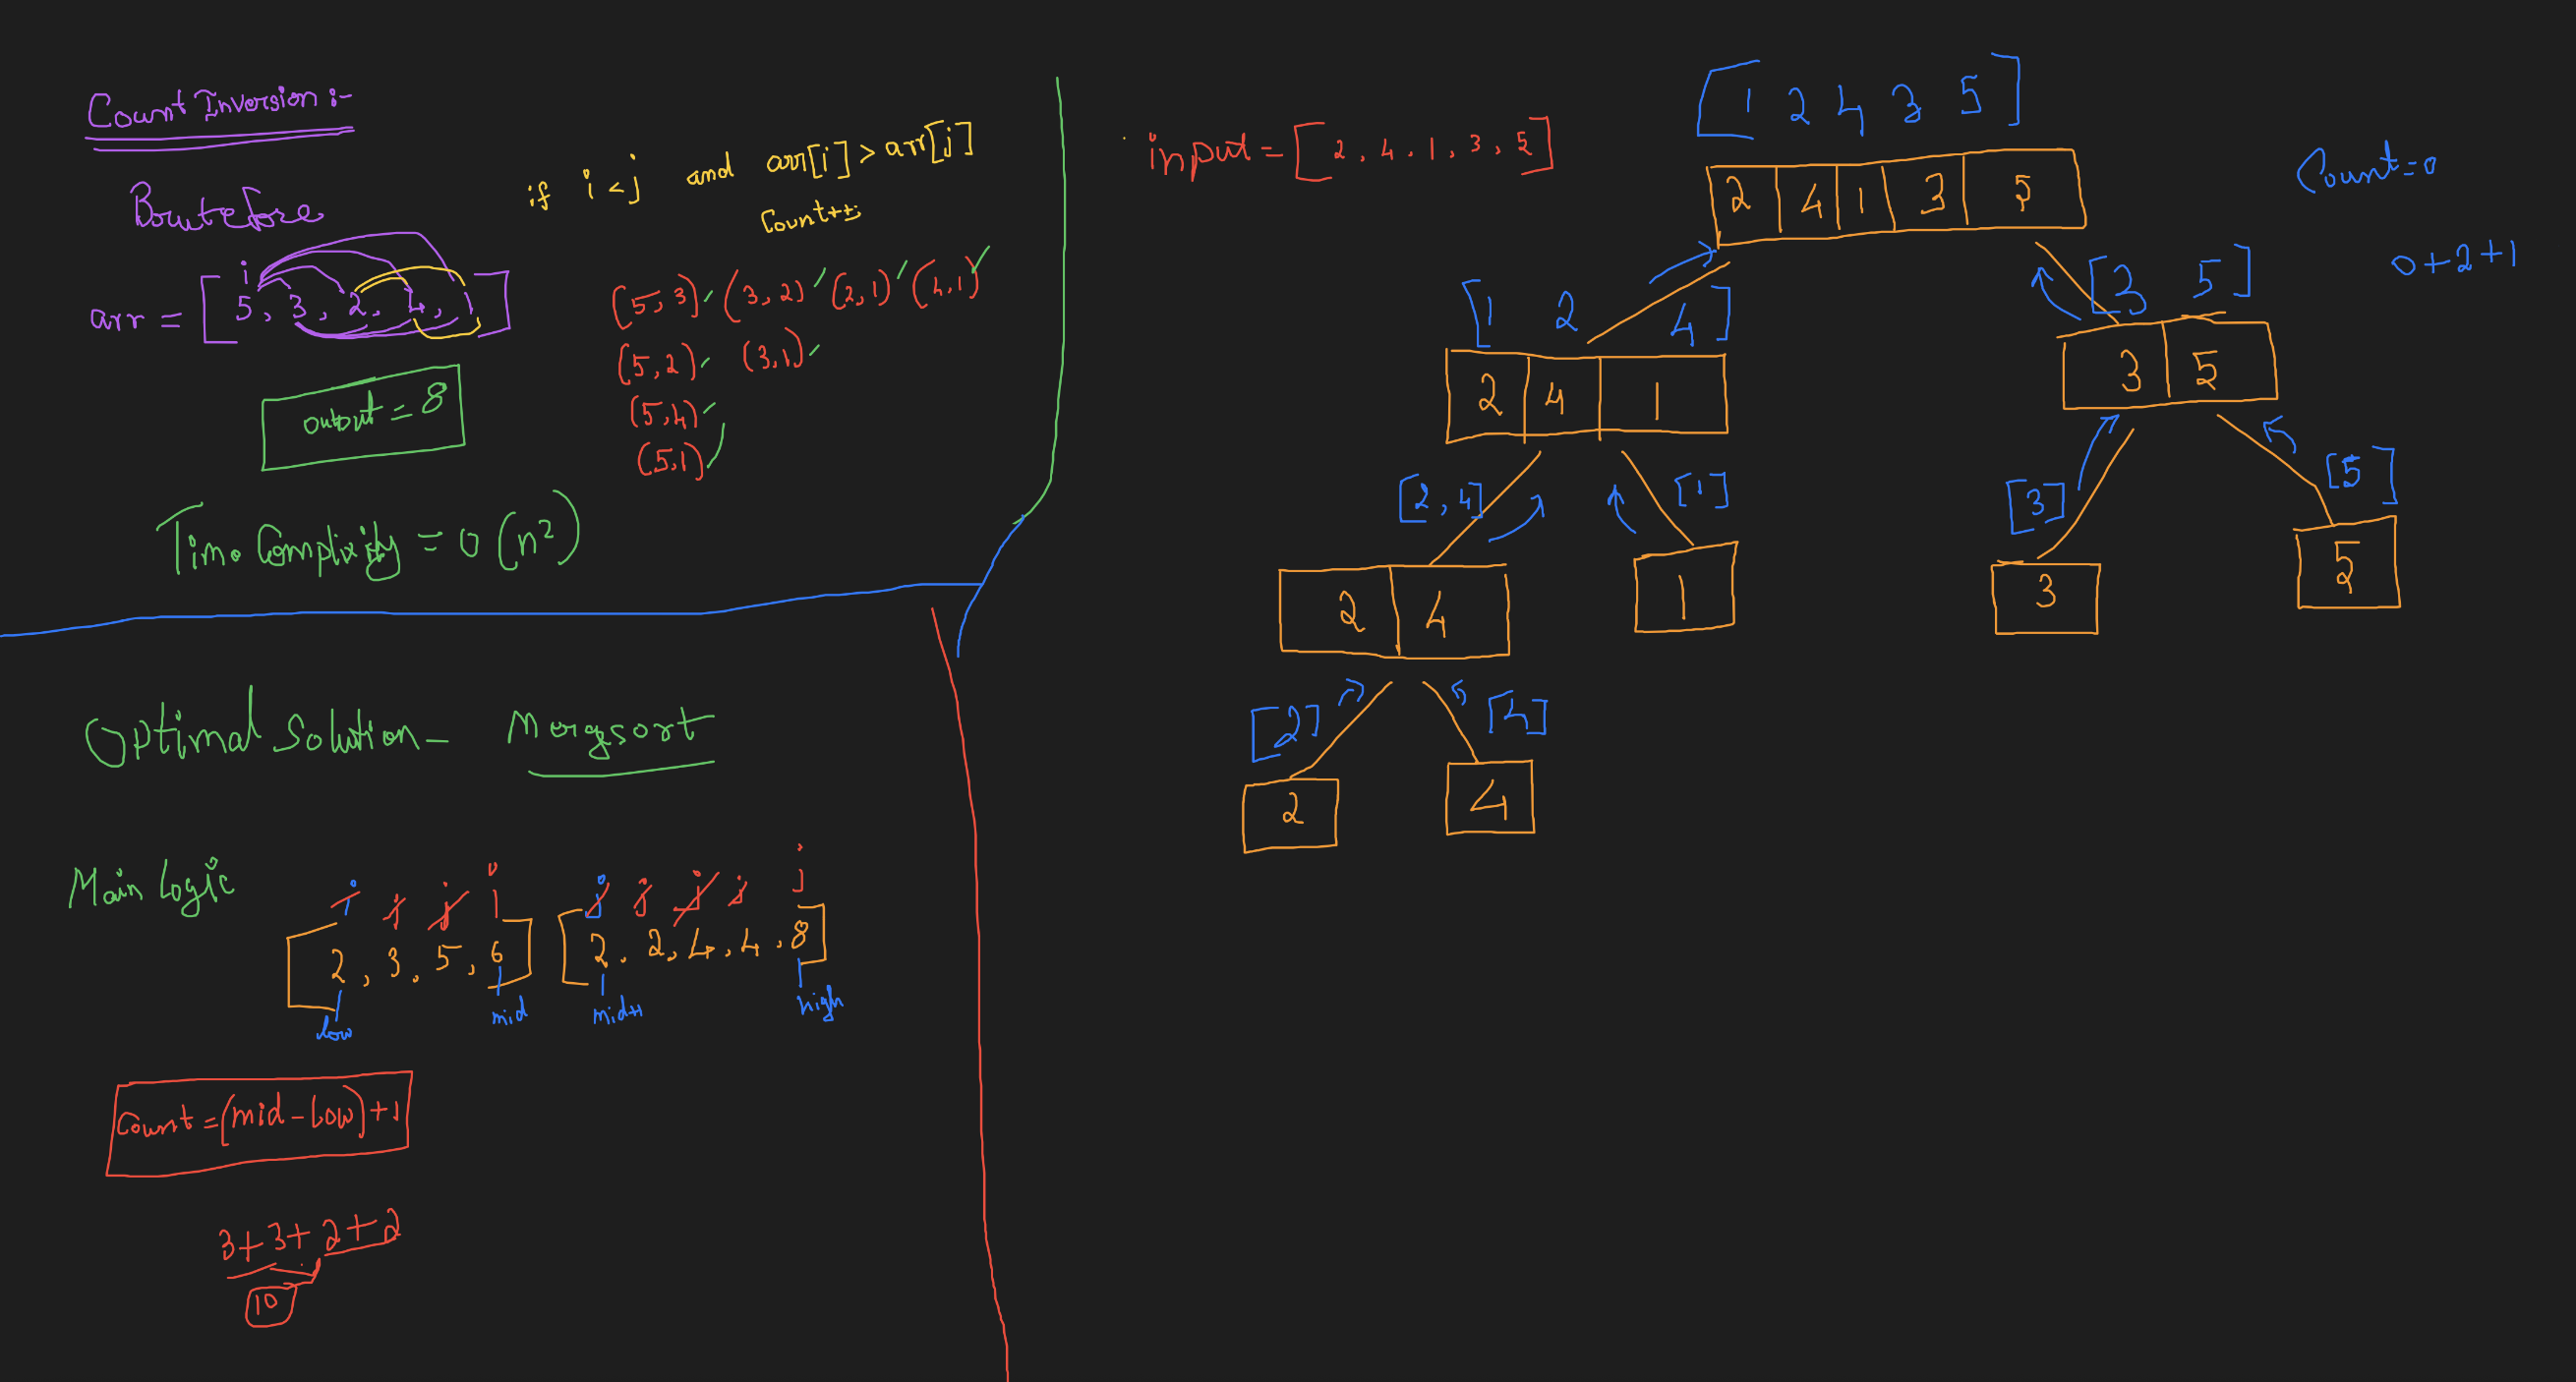 Count Inversion :-
Brutefore
if i < j and arr[i] > arr[j]
Count++;
i
arr = [5, 3, 2, 4, 1]
(5,3) (3,2) (2,1) (4,1)
(5,2) (3,1)
(5,4)
(5,1)
output = 8
Time Complixity = O(n²)
Optimal Solution - Mergsort
Main Logic
i i i i j j j j j
[2, 3, 5, 6] [2, 2, 4, 4, 8]
low mid mid+1 high
Count = (mid - low) + 1
3+3+2+2
10
input = [2, 4, 1, 3, 5]
[1 2 4 3 5]
2 4 1 3 5
Count = 0
0+2+1
[1 2 4] [3 5]
2 4 1 3 5
[2, 4] [1] [3] [5]
2 4 1 3 5
[2] [4]
2 4